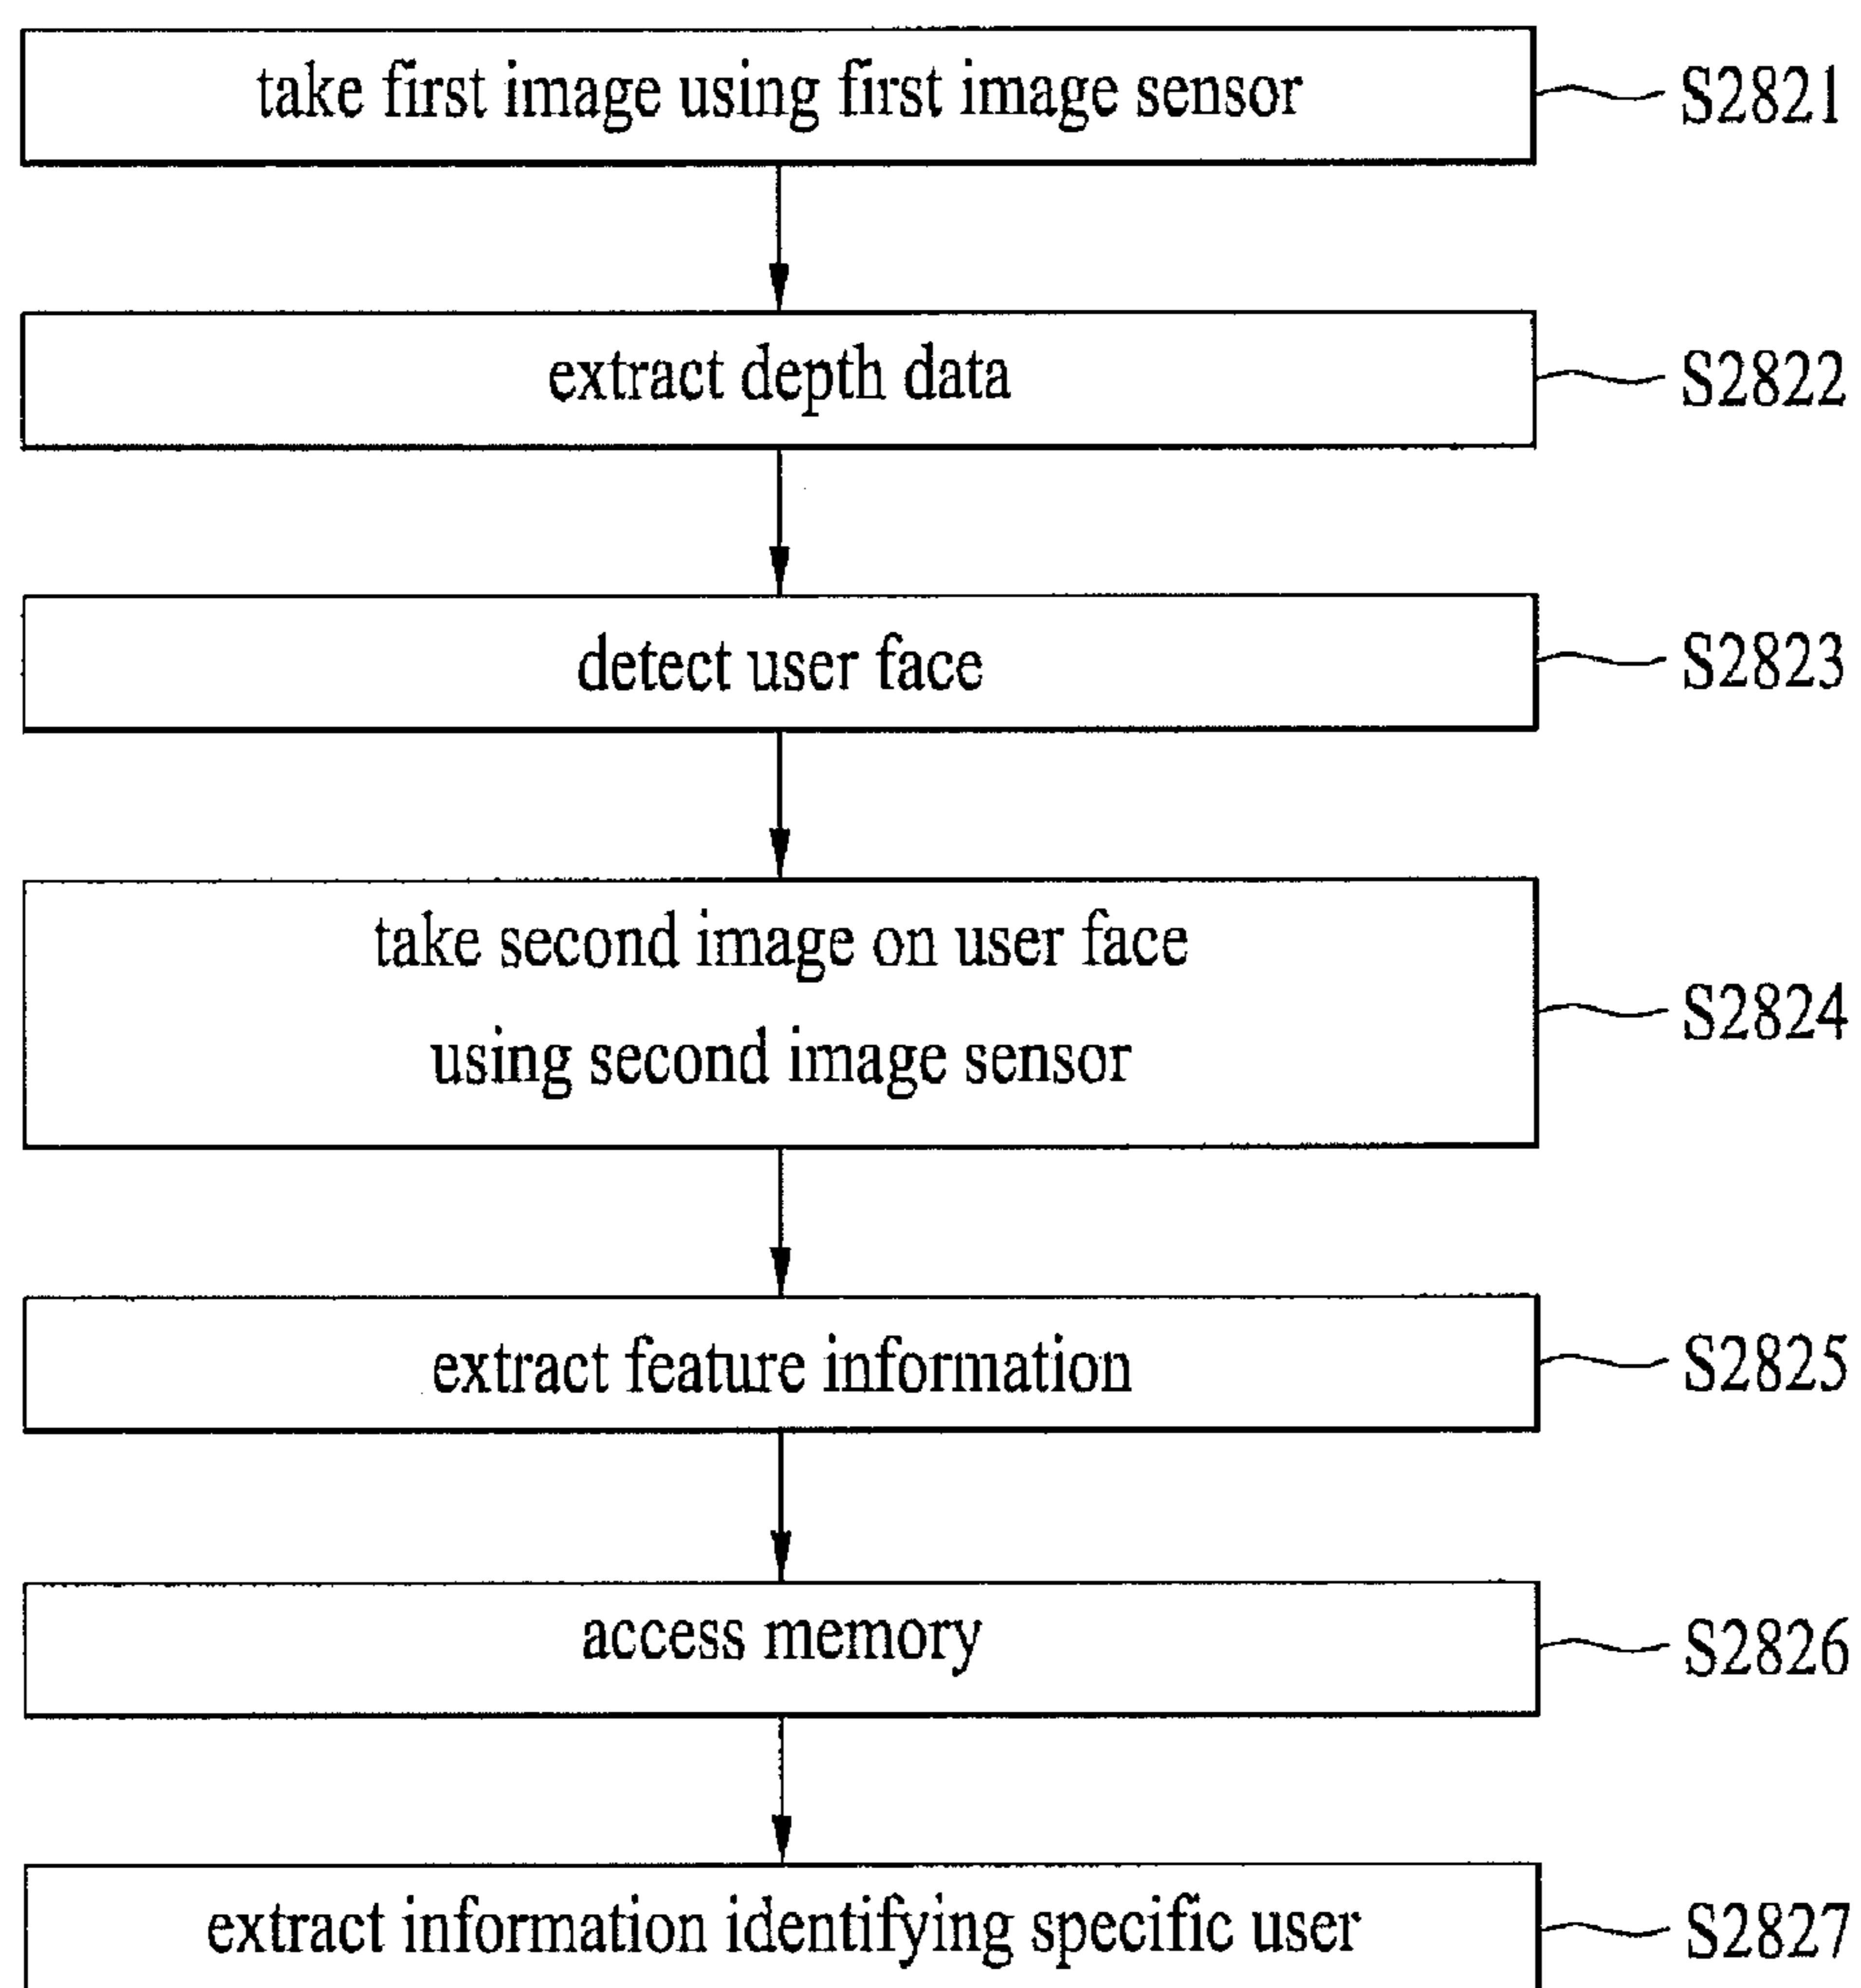 take first image using first image sensor
S2821
extract depth data
S2822
detect user face
S2823
take second image on user face
using second image sensor
S2824
extract feature information
S2825
access memory
S2826
extract information identifying specific user
S2827